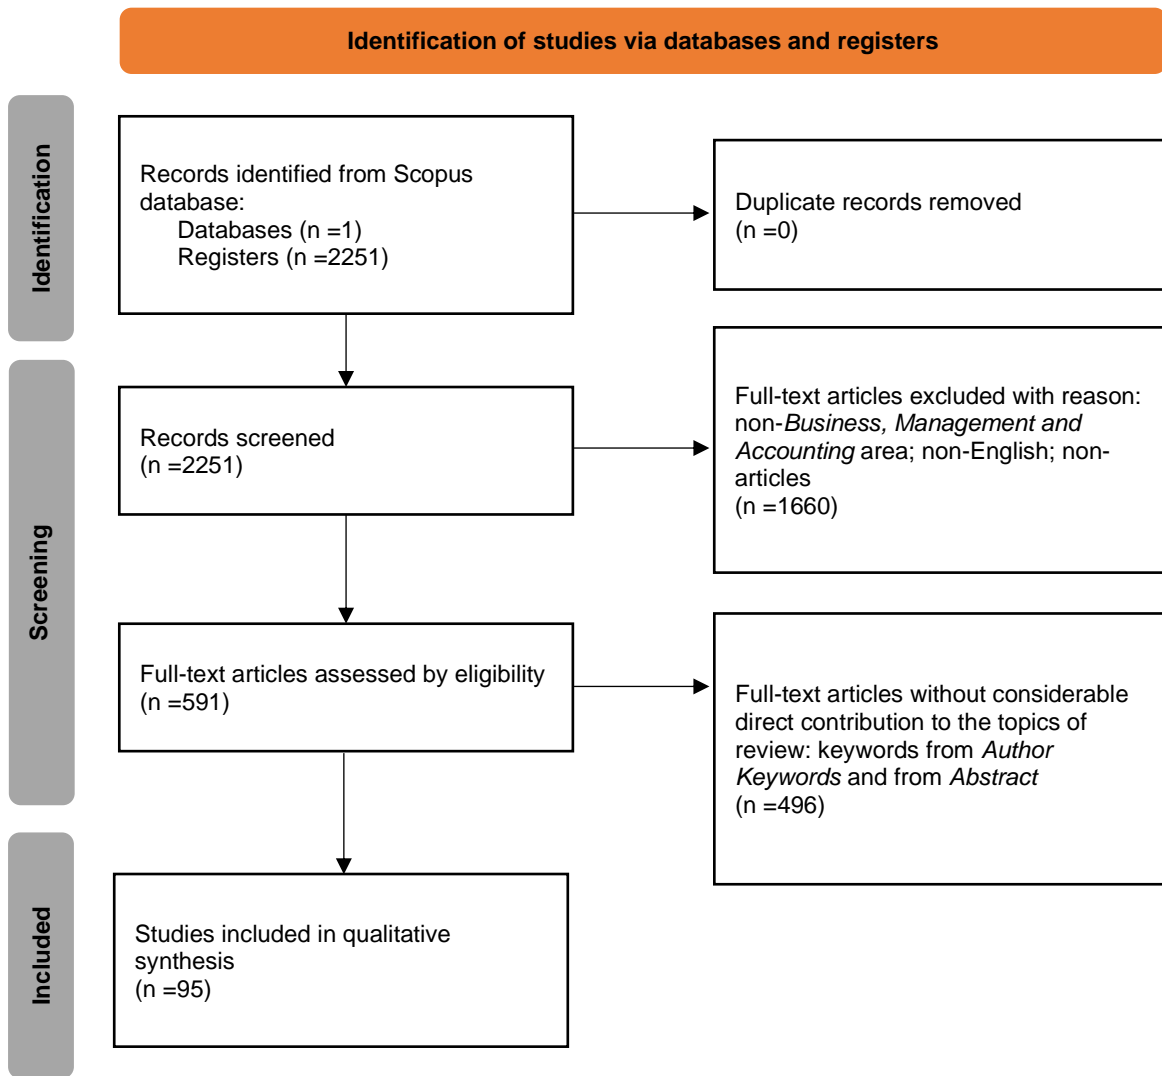 Identification of studies via databases and registers
Identification
Records identified from Scopus
database:
Databases (n =1)
Registers (n =2251)
Duplicate records removed
(n =0)
Screening
Records screened
(n =2251)
Full-text articles excluded with reason:
non-Business, Management and
Accounting area; non-English; non-
articles
(n =1660)
Full-text articles assessed by eligibility
(n =591)
Full-text articles without considerable
direct contribution to the topics of
review: keywords from Author
Keywords and from Abstract
(n =496)
Included
Studies included in qualitative
synthesis
(n =95)